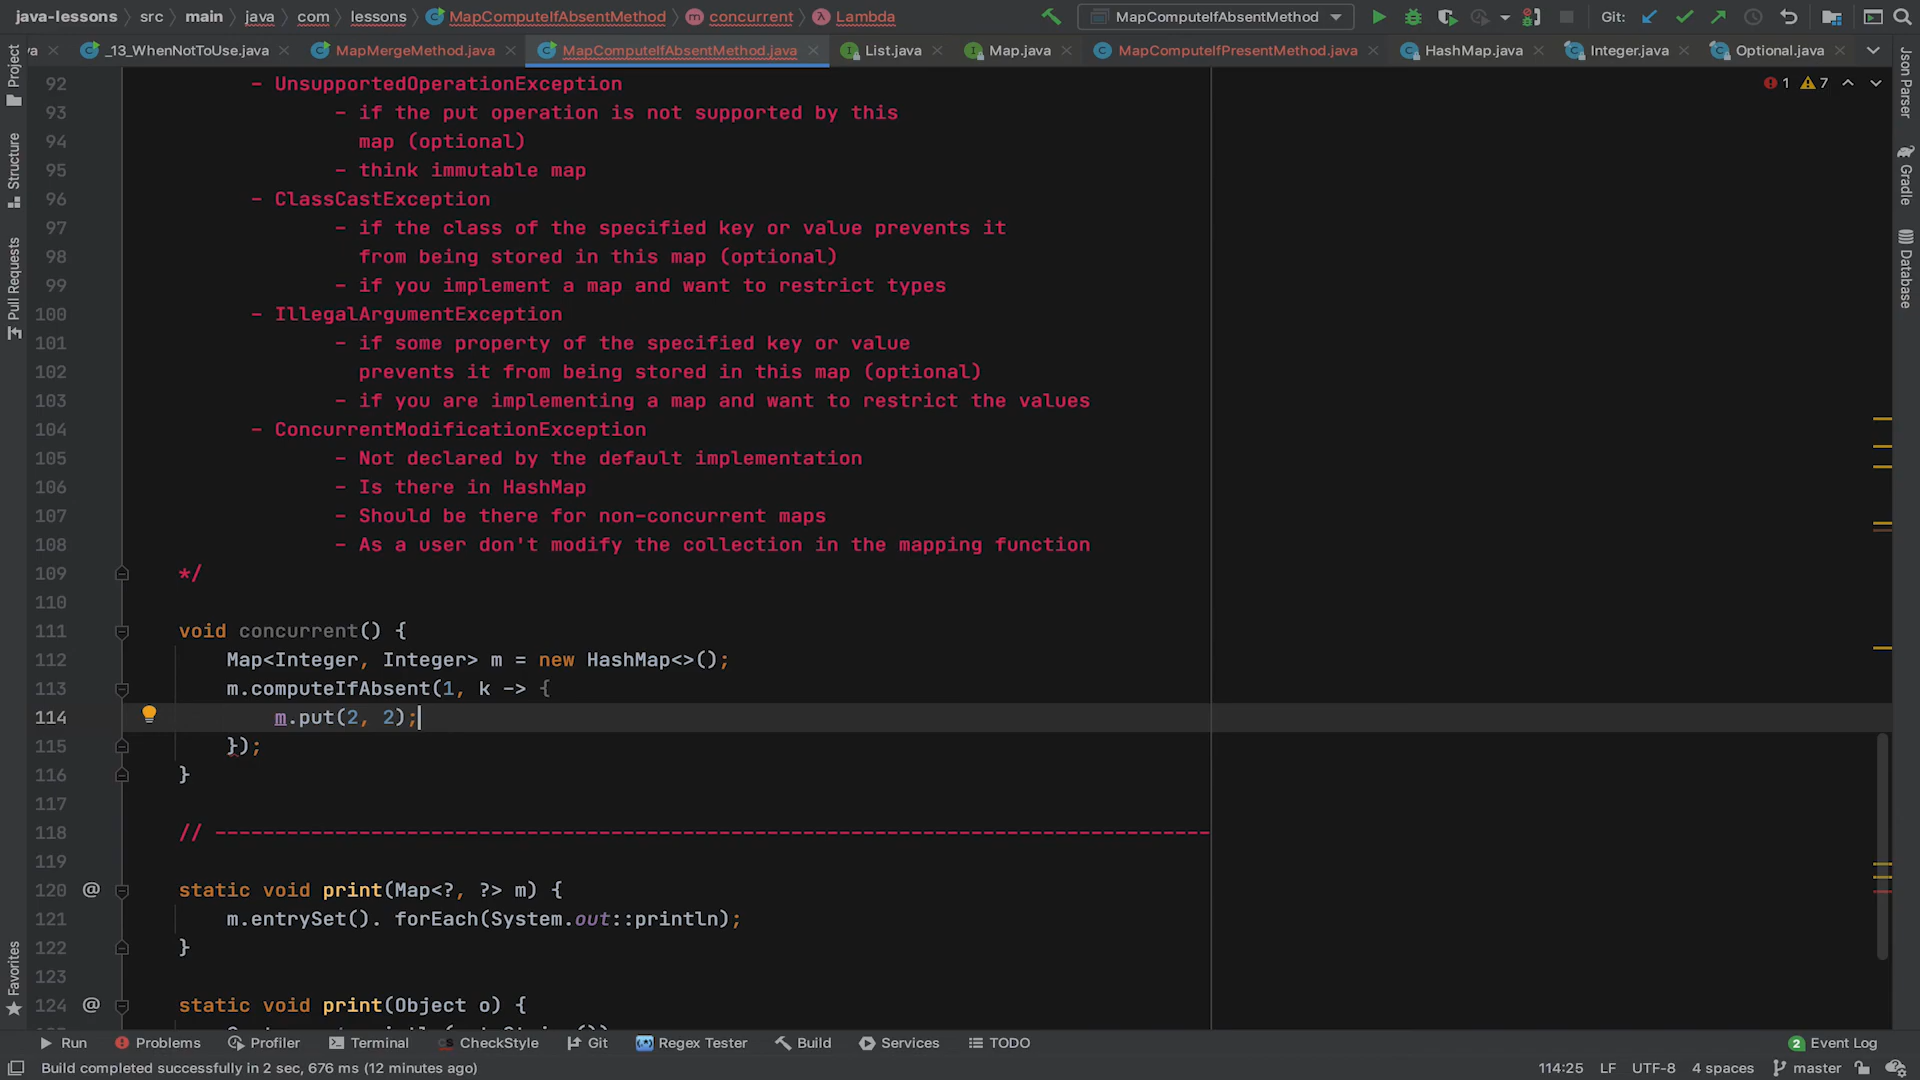 java-lessons › src › main › java › com › lessons › MapComputeIfAbsentMethod › concurrent › Lambda
MapComputeIfAbsentMethod
Git:
_13_WhenNotToUse.java
MapMergeMethod.java
MapComputeIfAbsentMethod.java
List.java
Map.java
MapComputeIfPresentMethod.java
HashMap.java
Integer.java
Optional.java
Project
Structure
Pull Requests
Favorites
Json Parser
Gradle
Database
1 7
92 - UnsupportedOperationException
93 - if the put operation is not supported by this
94 map (optional)
95 - think immutable map
96 - ClassCastException
97 - if the class of the specified key or value prevents it
98 from being stored in this map (optional)
99 - if you implement a map and want to restrict types
100 - IllegalArgumentException
101 - if some property of the specified key or value
102 prevents it from being stored in this map (optional)
103 - if you are implementing a map and want to restrict the values
104 - ConcurrentModificationException
105 - Not declared by the default implementation
106 - Is there in HashMap
107 - Should be there for non-concurrent maps
108 - As a user don't modify the collection in the mapping function
109 */
110
111 void concurrent() {
112 Map<Integer, Integer> m = new HashMap<>();
113 m.computeIfAbsent(1, k -> {
114 m.put(2, 2);
115 });
116 }
117
118 // -----------------------------------------------------------------------------------
119
120 @ static void print(Map<?, ?> m) {
121 m.entrySet(). forEach(System.out::println);
122 }
123
124 @ static void print(Object o) {
Run
Problems
Profiler
Terminal
CheckStyle
Git
Regex Tester
Build
Services
TODO
2 Event Log
Build completed successfully in 2 sec, 676 ms (12 minutes ago)
114:25 LF UTF-8 4 spaces master